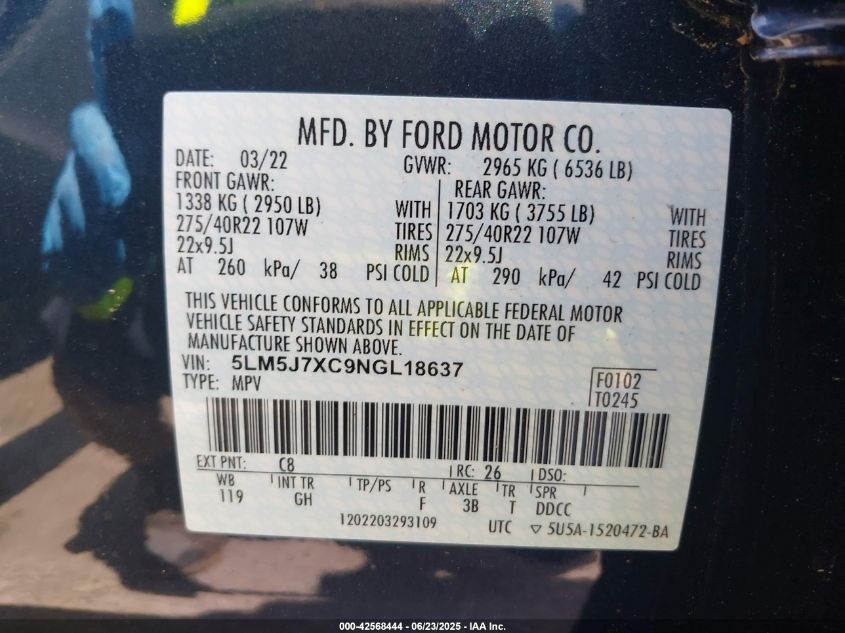 MFD. BY FORD MOTOR CO.
DATE: 03/22 GVWR: 2965 KG ( 6536 LB)
FRONT GAWR: REAR GAWR:
1338 KG ( 2950 LB) WITH 1703 KG ( 3755 LB) WITH
275/40R22 107W TIRES 275/40R22 107W TIRES
22x9.5J RIMS 22x9.5J RIMS
AT 260 kPa/ 38 PSI COLD AT 290 kPa/ 42 PSI COLD
THIS VEHICLE CONFORMS TO ALL APPLICABLE FEDERAL MOTOR
VEHICLE SAFETY STANDARDS IN EFFECT ON THE DATE OF
MANUFACTURE SHOWN ABOVE.
VIN: 5LM5J7XC9NGL18637
TYPE: MPV F0102
T0245
EXT PNT: C8 RC: 26 DSO:
WB INT TR TP/PS R AXLE TR SPR
119 GH F 3B T DDCC
1202203293109 UTC ▽ 5U5A-1520472-BA
000-42568444 - 06/23/2025 - IAA Inc.